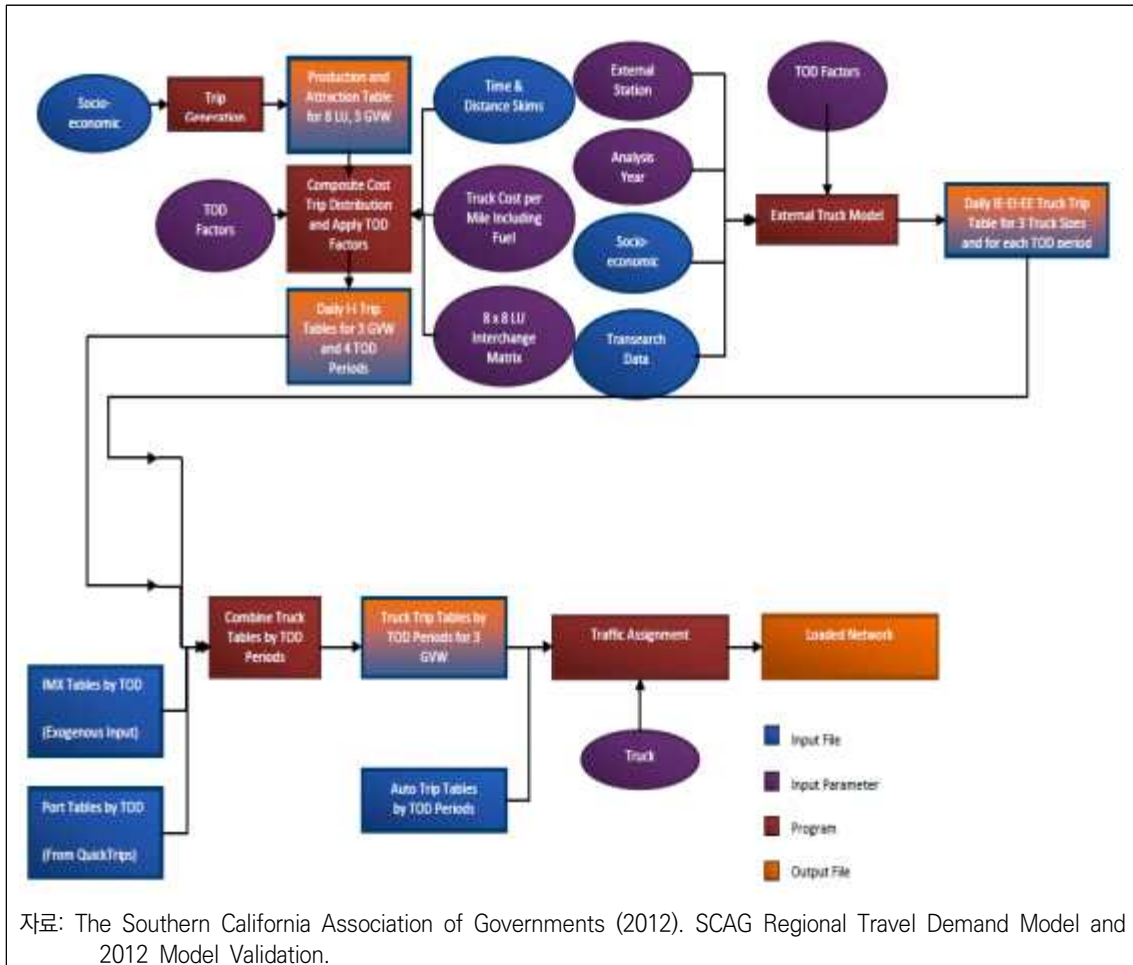 Socio-
economic
Trip
Generation
Production and
Attraction Table
for 8 LU, 3 GVW
Time &
Distance Skims
External
Station
TOD Factors
TOD
Factors
Composite Cost
Trip Distribution
and Apply TOD
Factors
Truck Cost per
Mile Including
Fuel
Analysis
Year
External Truck Model
Daily IE-EI-EE Truck Trip
Table for 3 Truck Sizes
and for each TOD period
Socio-
economic
Daily I-I Trip
Tables for 3 GVW
and 4 TOD
Periods
8 x 8 LU
Interchange
Matrix
Transearch
Data
Combine Truck
Tables by TOD
Periods
Truck Trip Tables by
TOD Periods for 3
GVW
Traffic Assignment
Loaded Network
IMX Tables by TOD
(Exogenous Input)
Port Tables by TOD
(From QuickTrips)
Auto Trip Tables
by TOD Periods
Truck
Input File
Input Parameter
Program
Output File
자료: The Southern California Association of Governments (2012). SCAG Regional Travel Demand Model and
2012 Model Validation.